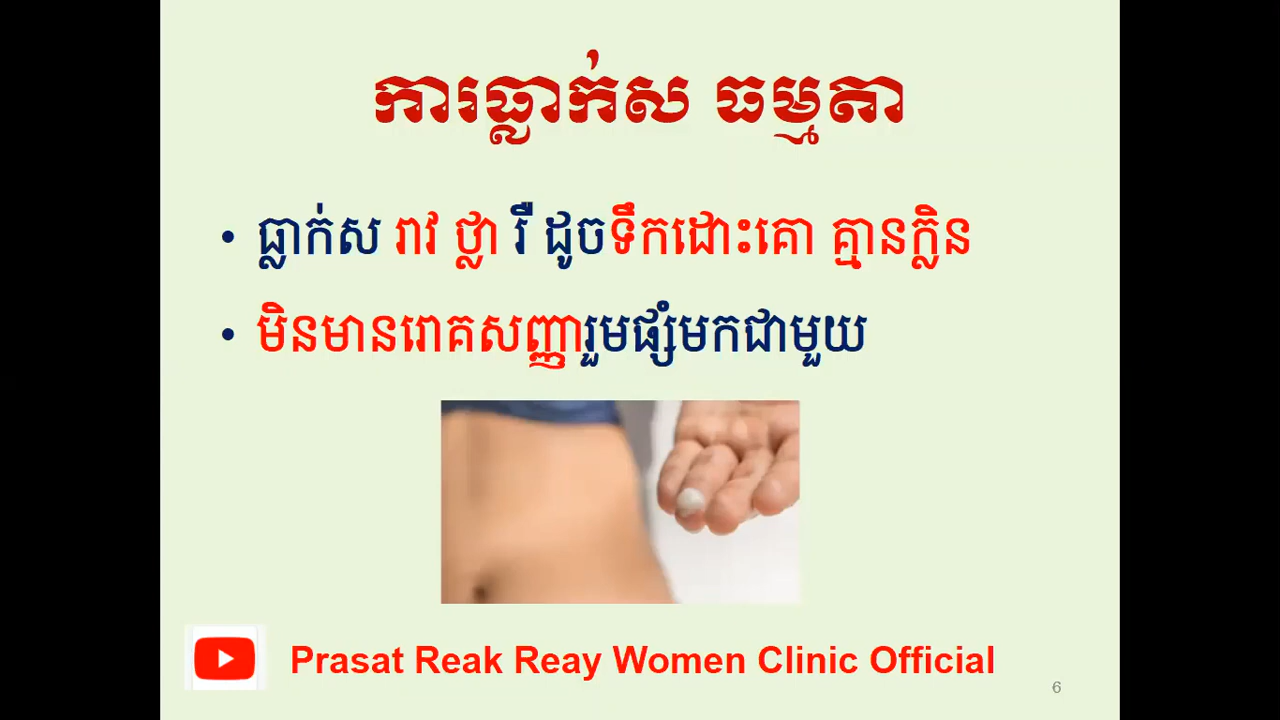 ការធ្លាក់ស ធម្មតា
• ធ្លាក់ស រាវ ថ្លា រឺ ដូចទឹកដោះគោ គ្មានក្លិន
• មិនមានរោគសញ្ញារួមផ្សំមកជាមួយ
Prasat Reak Reay Women Clinic Official
6